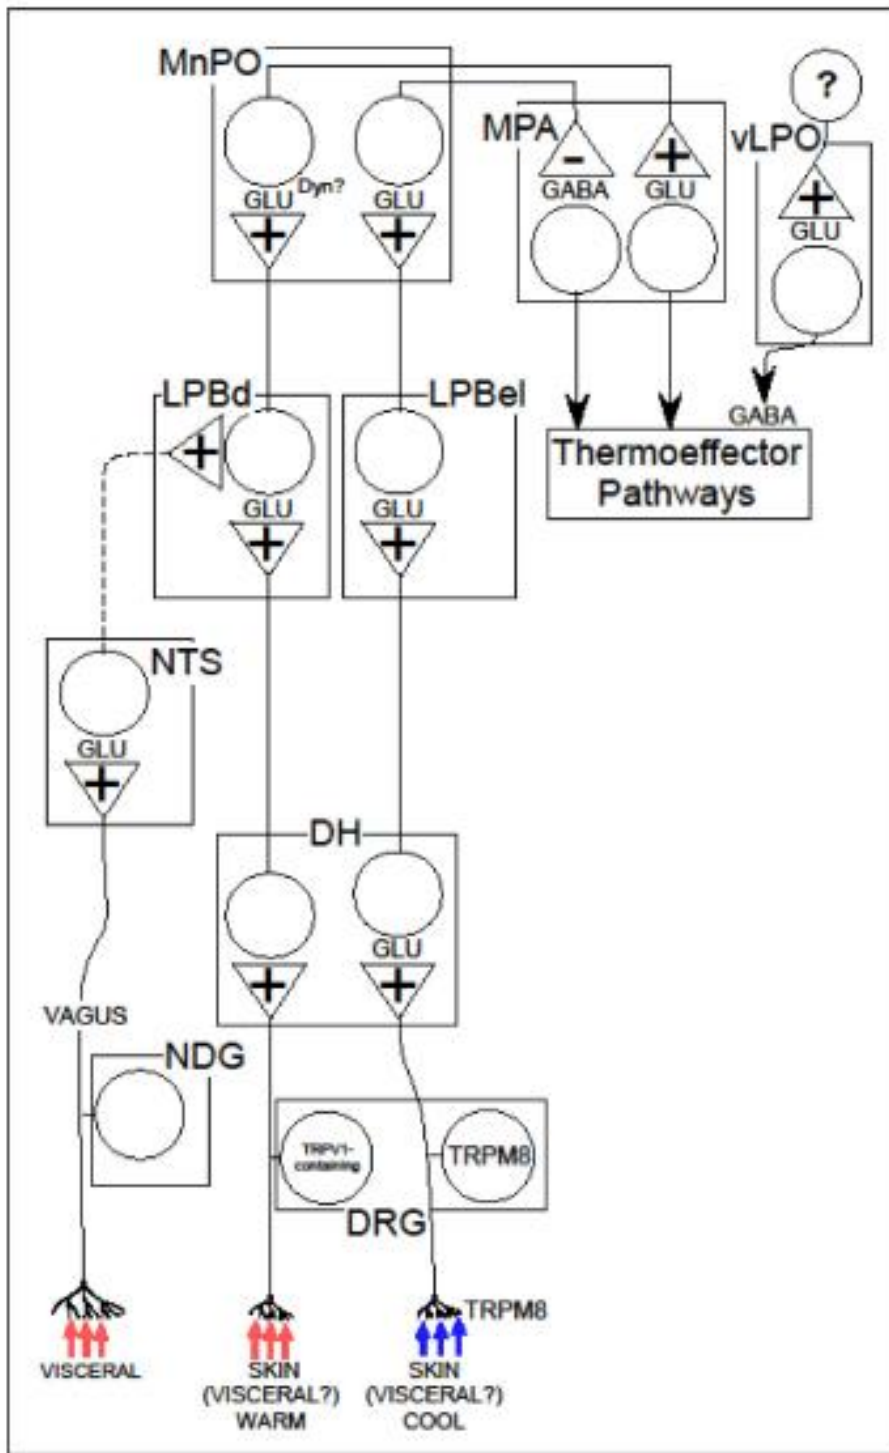 MnPO
?
MPA
vLPO
Dyn?
GLU
GLU
+
+
-
+
GABA
GLU
+
GLU
LPBd
LPBel
GABA
+
GLU
GLU
+
+
Thermoeffector
Pathways
NTS
GLU
+
DH
GLU
+
+
VAGUS
NDG
TRPV1-
containing
TRPM8
DRG
TRPM8
VISCERAL
SKIN
(VISCERAL?)
WARM
SKIN
(VISCERAL?)
COOL